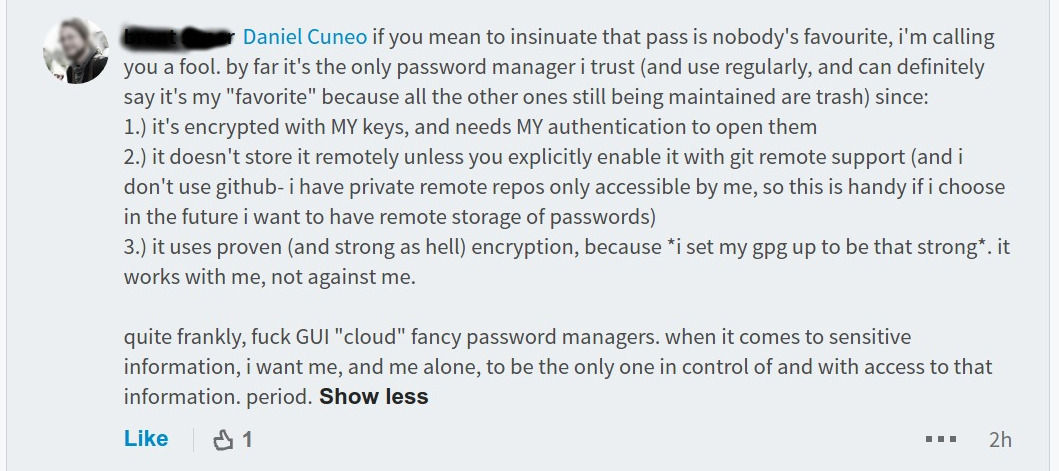 Daniel Cuneo if you mean to insinuate that pass is nobody's favourite, i'm calling
you a fool. by far it's the only password manager i trust (and use regularly, and can definitely
say it's my "favorite" because all the other ones still being maintained are trash) since:
1.) it's encrypted with MY keys, and needs MY authentication to open them
2.) it doesn't store it remotely unless you explicitly enable it with git remote support (and i
don't use github- i have private remote repos only accessible by me, so this is handy if i choose
in the future i want to have remote storage of passwords)
3.) it uses proven (and strong as hell) encryption, because *i set my gpg up to be that strong*. it
works with me, not against me.
quite frankly, fuck GUI "cloud" fancy password managers. when it comes to sensitive
information, i want me, and me alone, to be the only one in control of and with access to that
information. period. Show less
Like 1 2h